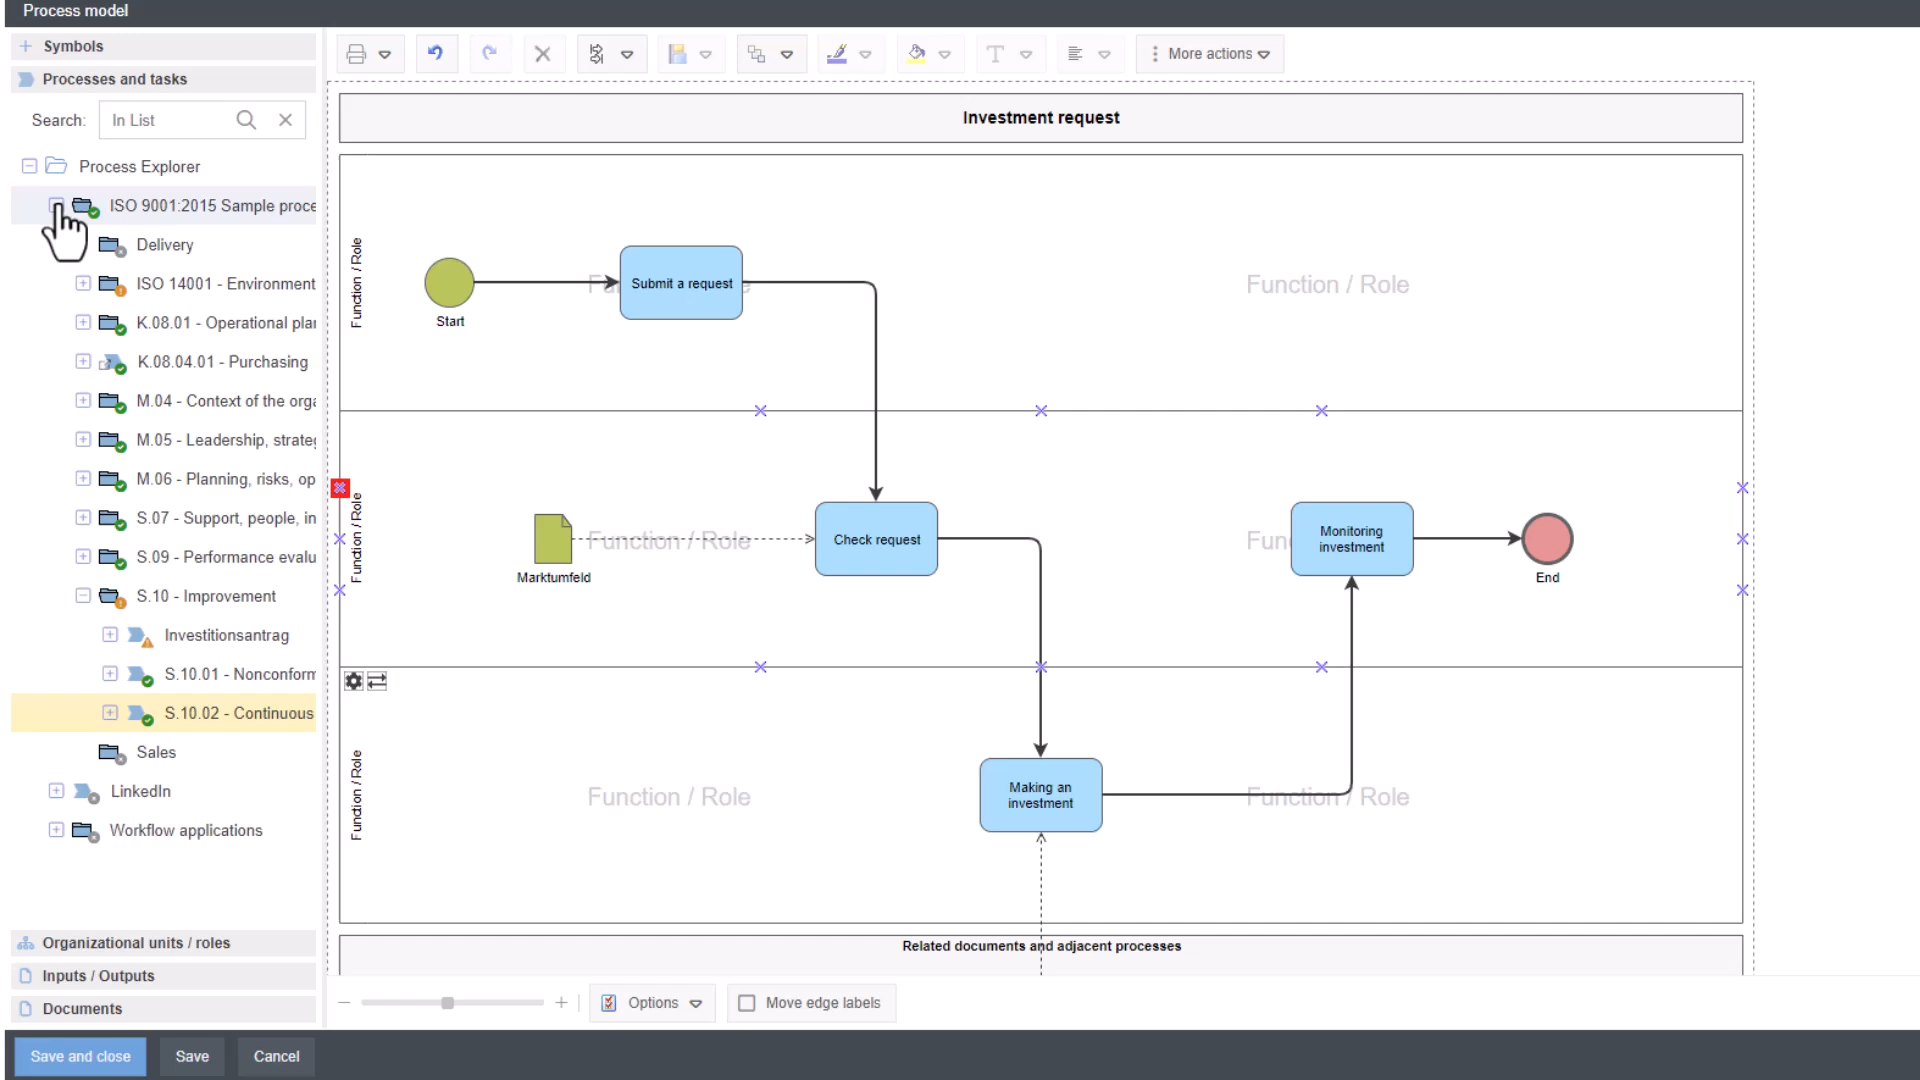 Process model
Symbols
Processes and tasks
Search: In List
Process Explorer
ISO 9001:2015 Sample proce
Delivery
ISO 14001 - Environment
K.08.01 - Operational plan
K.08.04.01 - Purchasing
M.04 - Context of the orga
M.05 - Leadership, strateg
M.06 - Planning, risks, op
S.07 - Support, people, in
S.09 - Performance evalu
S.10 - Improvement
Investitionsantrag
S.10.01 - Nonconform
S.10.02 - Continuous
Sales
LinkedIn
Workflow applications
Organizational units / roles
Inputs / Outputs
Documents
More actions
Investment request
Function / Role
Start
Submit a request
Function / Role
Function / Role
Marktumfeld
Function / Role
Check request
Monitoring
investment
End
Function / Role
Function / Role
Making an
investment
Function / Role
Related documents and adjacent processes
Options
Move edge labels
Save and close
Save
Cancel